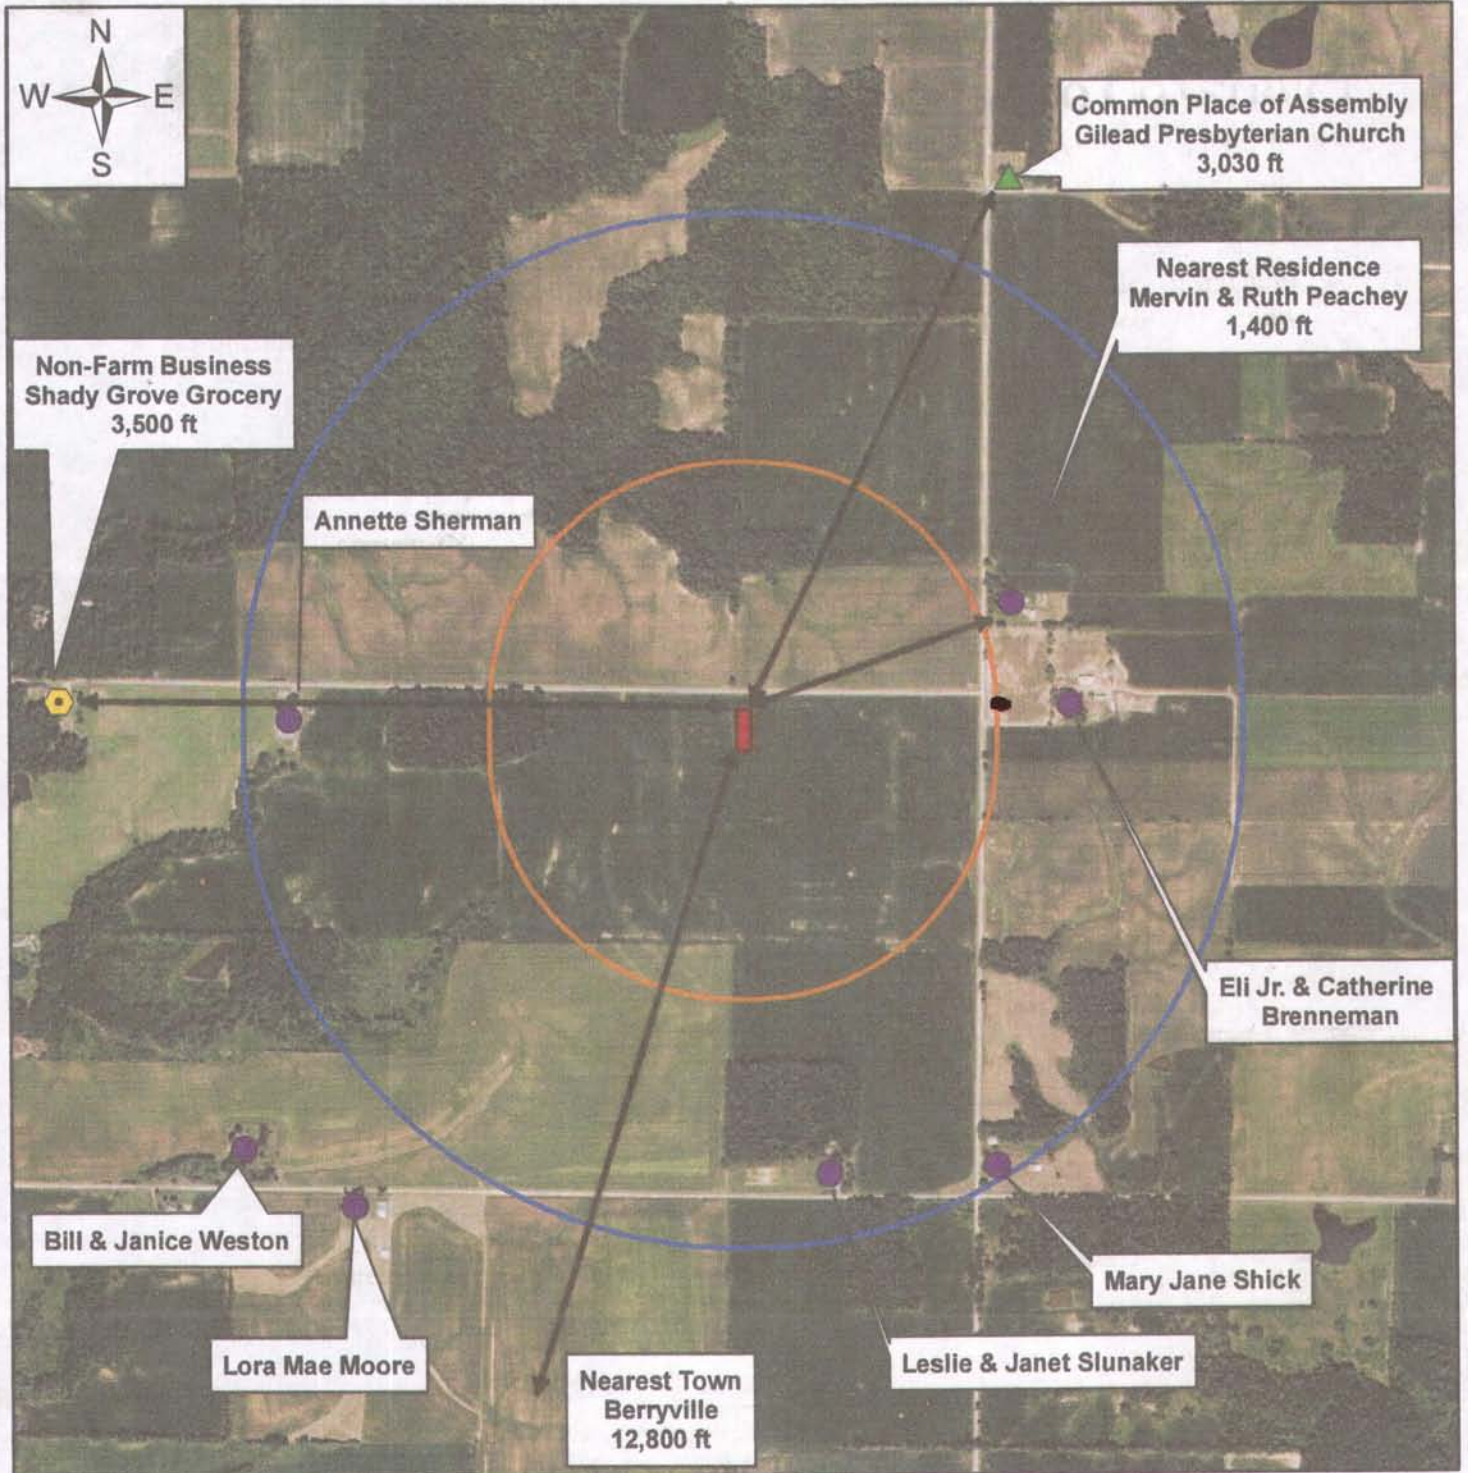 N
W E
S
Common Place of Assembly
Gilead Presbyterian Church
3,030 ft
Nearest Residence
Mervin & Ruth Peachey
1,400 ft
Non-Farm Business
Shady Grove Grocery
3,500 ft
Annette Sherman
Eli Jr. & Catherine
Brenneman
Bill & Janice Weston
Mary Jane Shick
Lora Mae Moore
Leslie & Janet Slunaker
Nearest Town
Berryville
12,800 ft